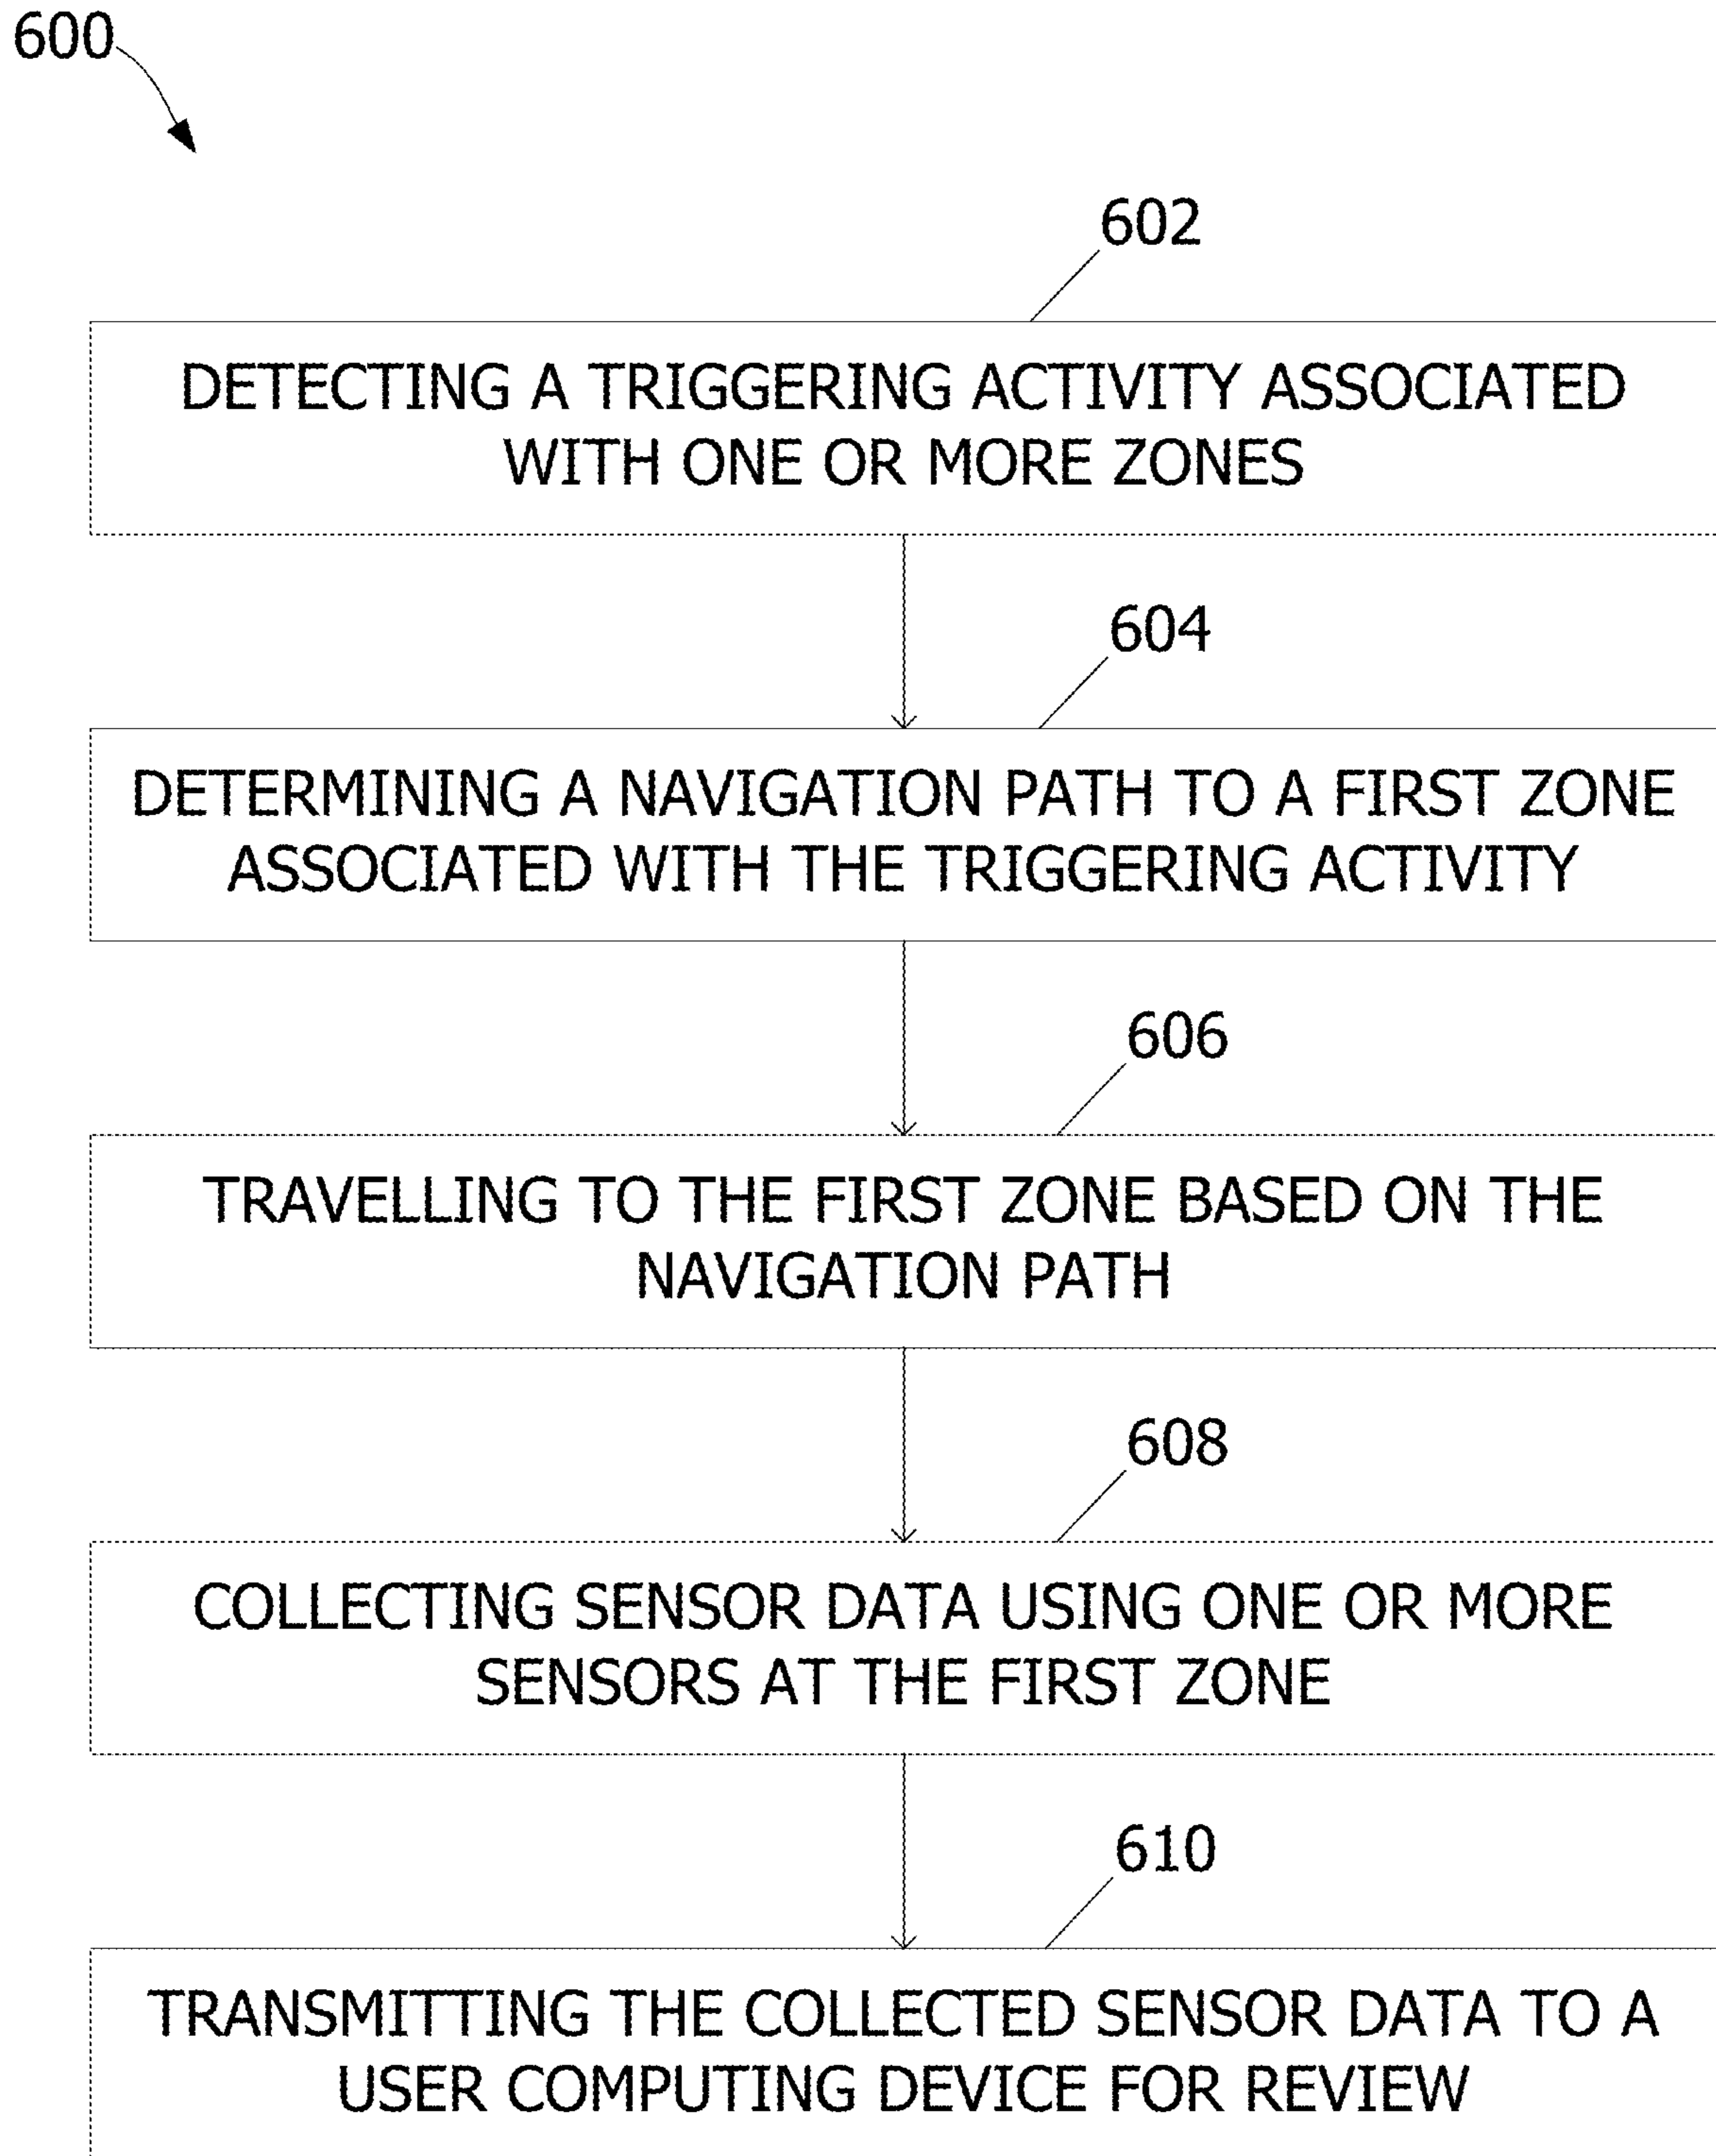 600
602
DETECTING A TRIGGERING ACTIVITY ASSOCIATED
WITH ONE OR MORE ZONES
604
DETERMINING A NAVIGATION PATH TO A FIRST ZONE
ASSOCIATED WITH THE TRIGGERING ACTIVITY
606
TRAVELLING TO THE FIRST ZONE BASED ON THE
NAVIGATION PATH
608
COLLECTING SENSOR DATA USING ONE OR MORE
SENSORS AT THE FIRST ZONE
610
TRANSMITTING THE COLLECTED SENSOR DATA TO A
USER COMPUTING DEVICE FOR REVIEW